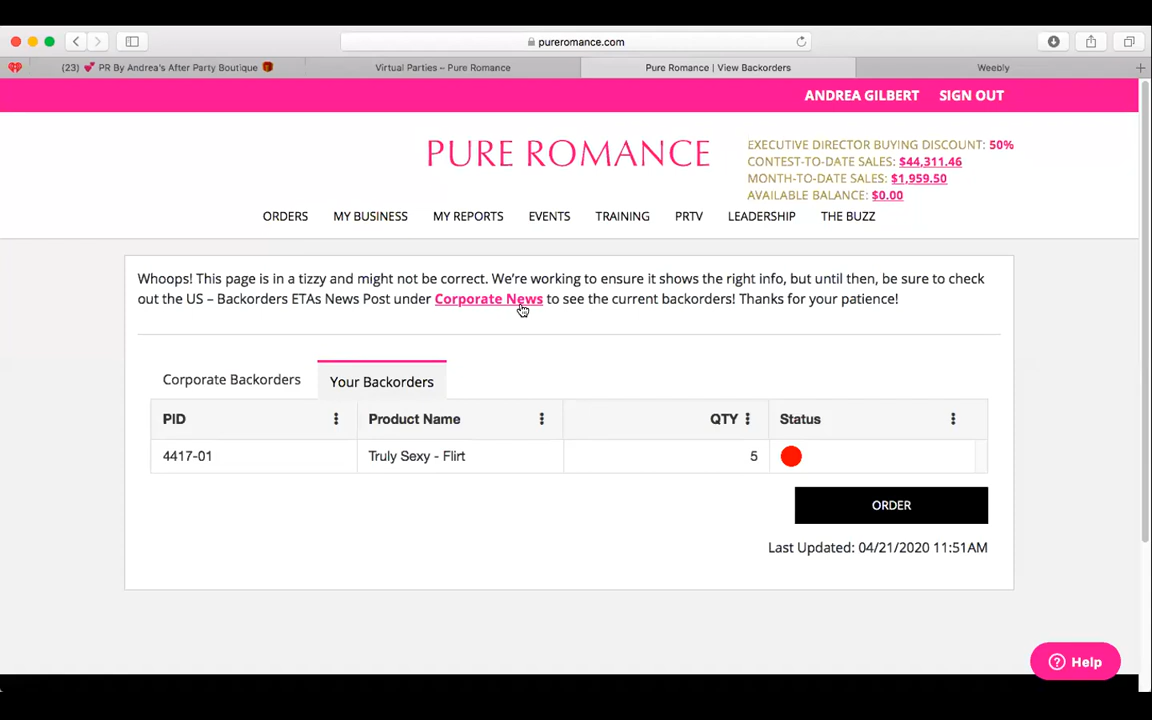 pureromance.com
(23) 💕 PR By Andrea's After Party Boutique 🎁
Virtual Parties – Pure Romance
Pure Romance | View Backorders
Weebly
ANDREA GILBERT
SIGN OUT
PURE ROMANCE
EXECUTIVE DIRECTOR BUYING DISCOUNT: 50%
CONTEST-TO-DATE SALES: $44,311.46
MONTH-TO-DATE SALES: $1,959.50
AVAILABLE BALANCE: $0.00
ORDERS MY BUSINESS MY REPORTS EVENTS TRAINING PRTV LEADERSHIP THE BUZZ
Whoops! This page is in a tizzy and might not be correct. We're working to ensure it shows the right info, but until then, be sure to check
out the US – Backorders ETAs News Post under Corporate News to see the current backorders! Thanks for your patience!
Corporate Backorders Your Backorders
PID Product Name QTY Status
4417-01 Truly Sexy - Flirt 5
ORDER
Last Updated: 04/21/2020 11:51AM
? Help